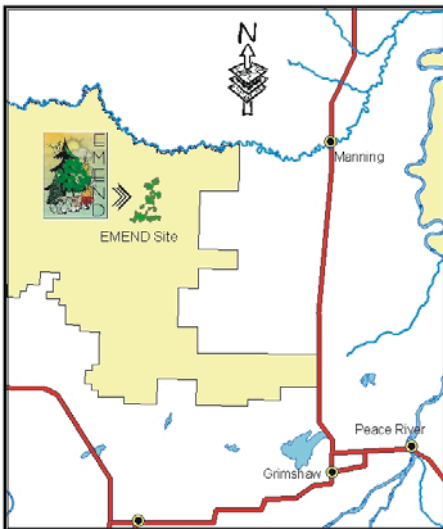 N
Manning
EMEND
EMEND Site
Peace River
Grimshaw